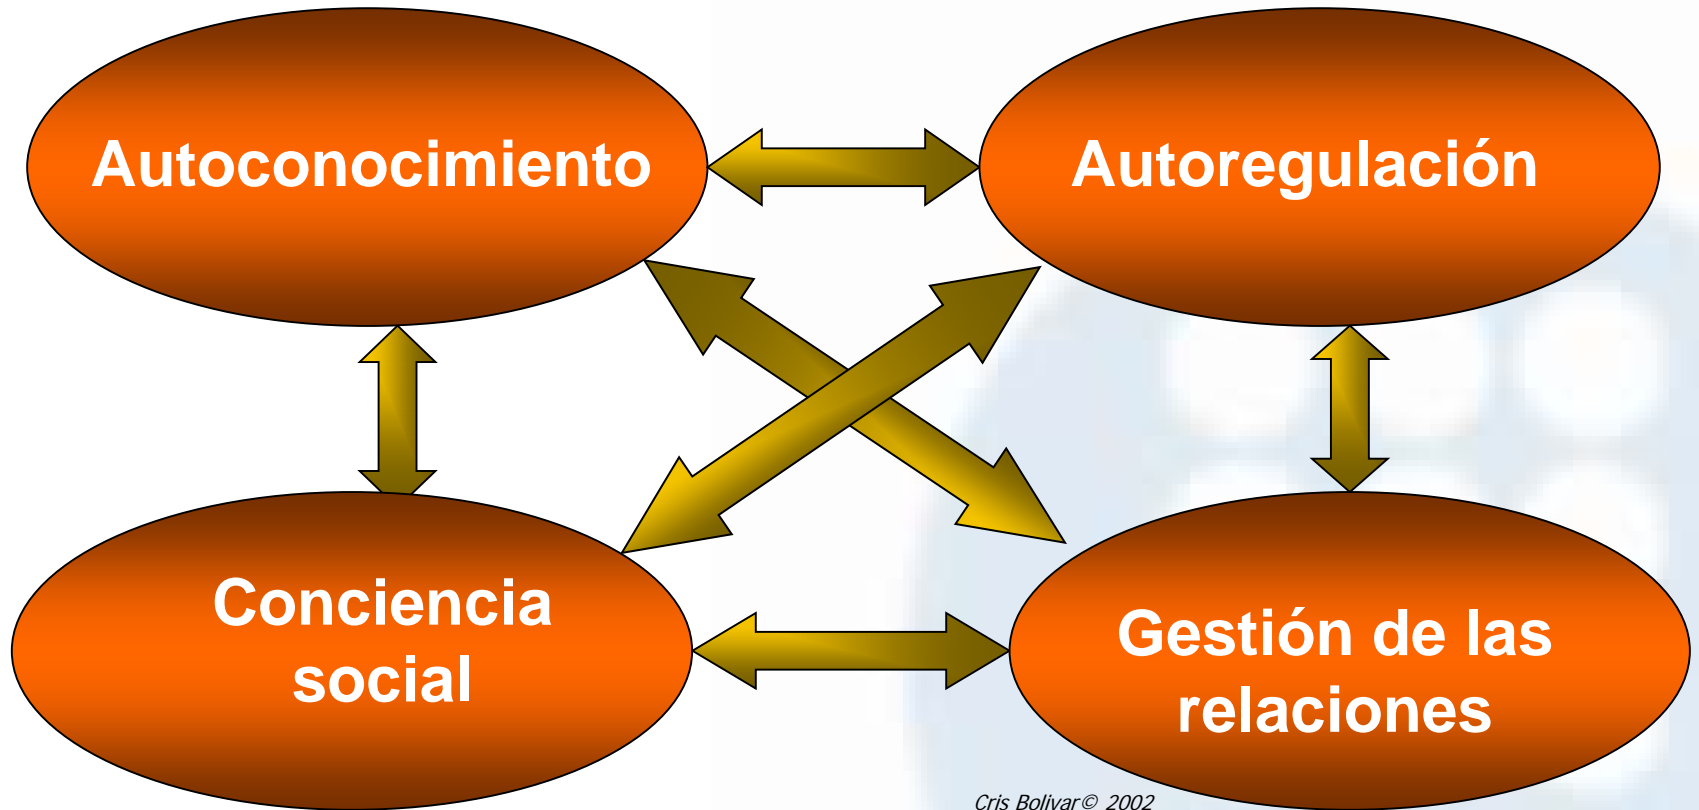 Autoconocimiento
Autoregulación
Conciencia
social
Gestión de las
relaciones
Cris Bolivar© 2002